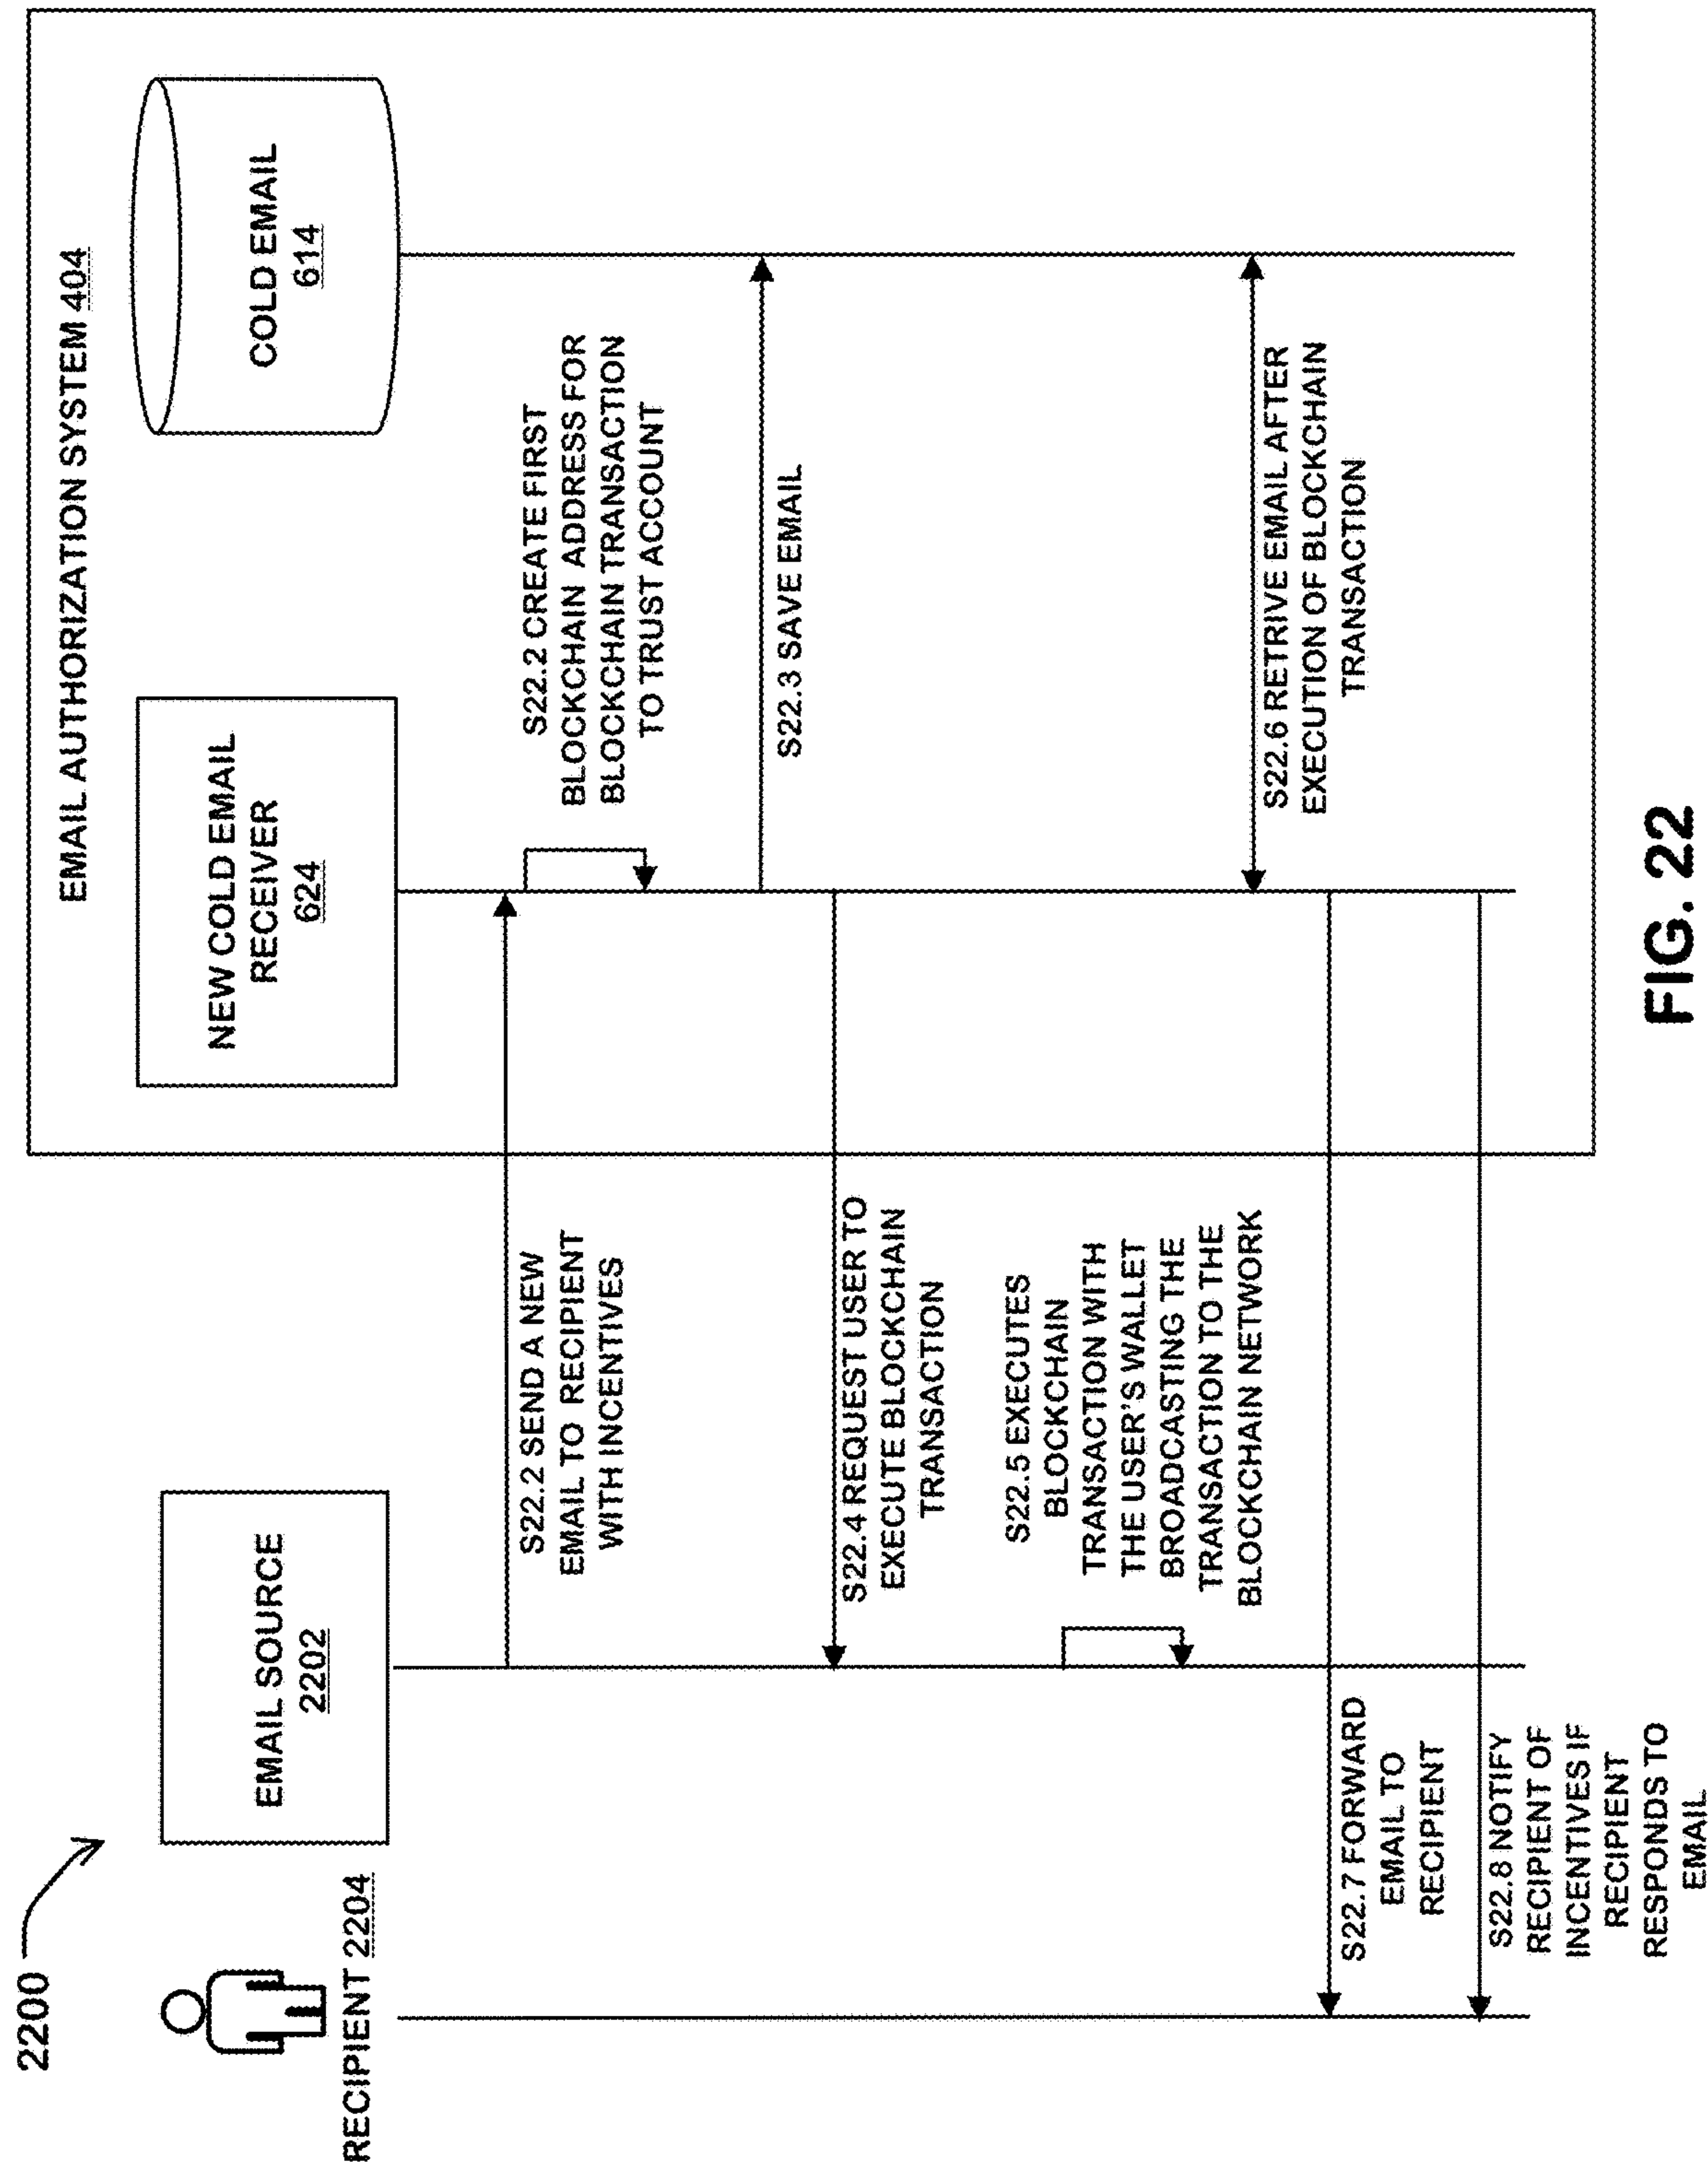 2200
RECIPIENT 2204
EMAIL SOURCE
2202
EMAIL AUTHORIZATION SYSTEM 404
NEW COLD EMAIL
RECEIVER
624
COLD EMAIL
614
S22.2 SEND A NEW
EMAIL TO RECIPIENT
WITH INCENTIVES
S22.2 CREATE FIRST
BLOCKCHAIN ADDRESS FOR
BLOCKCHAIN TRANSACTION
TO TRUST ACCOUNT
S22.3 SAVE EMAIL
S22.4 REQUEST USER TO
EXECUTE BLOCKCHAIN
TRANSACTION
S22.5 EXECUTES
BLOCKCHAIN
TRANSACTION WITH
THE USER'S WALLET
BROADCASTING THE
TRANSACTION TO THE
BLOCKCHAIN NETWORK
S22.6 RETRIVE EMAIL AFTER
EXECUTION OF BLOCKCHAIN
TRANSACTION
S22.7 FORWARD
EMAIL TO
RECIPIENT
S22.8 NOTIFY
RECIPIENT OF
INCENTIVES IF
RECIPIENT
RESPONDS TO
EMAIL
FIG. 22